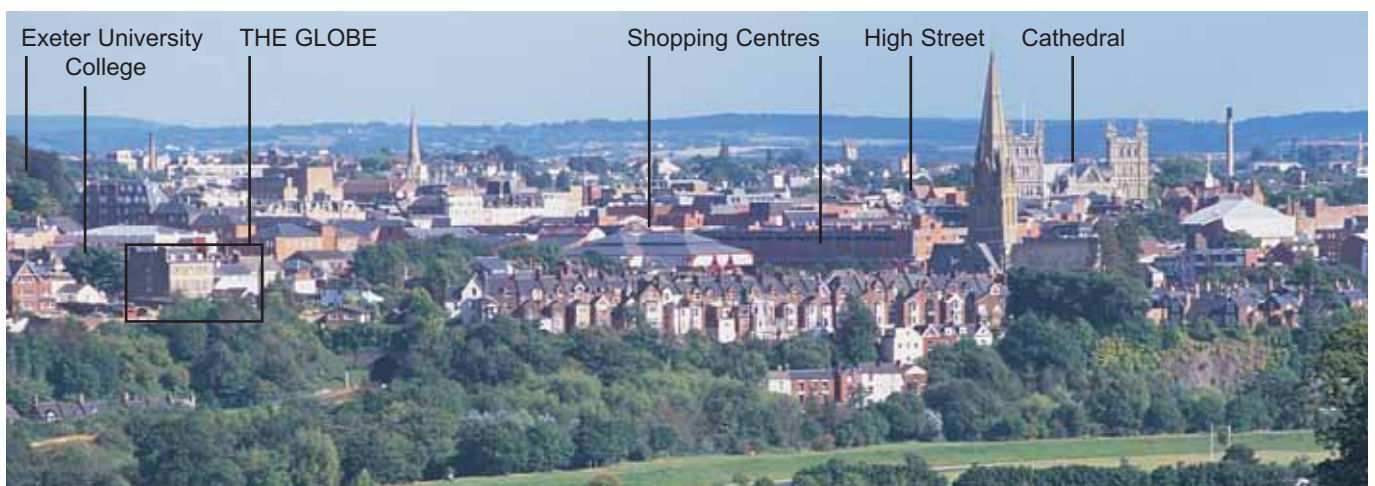 Exeter University
College
THE GLOBE
Shopping Centres
High Street
Cathedral